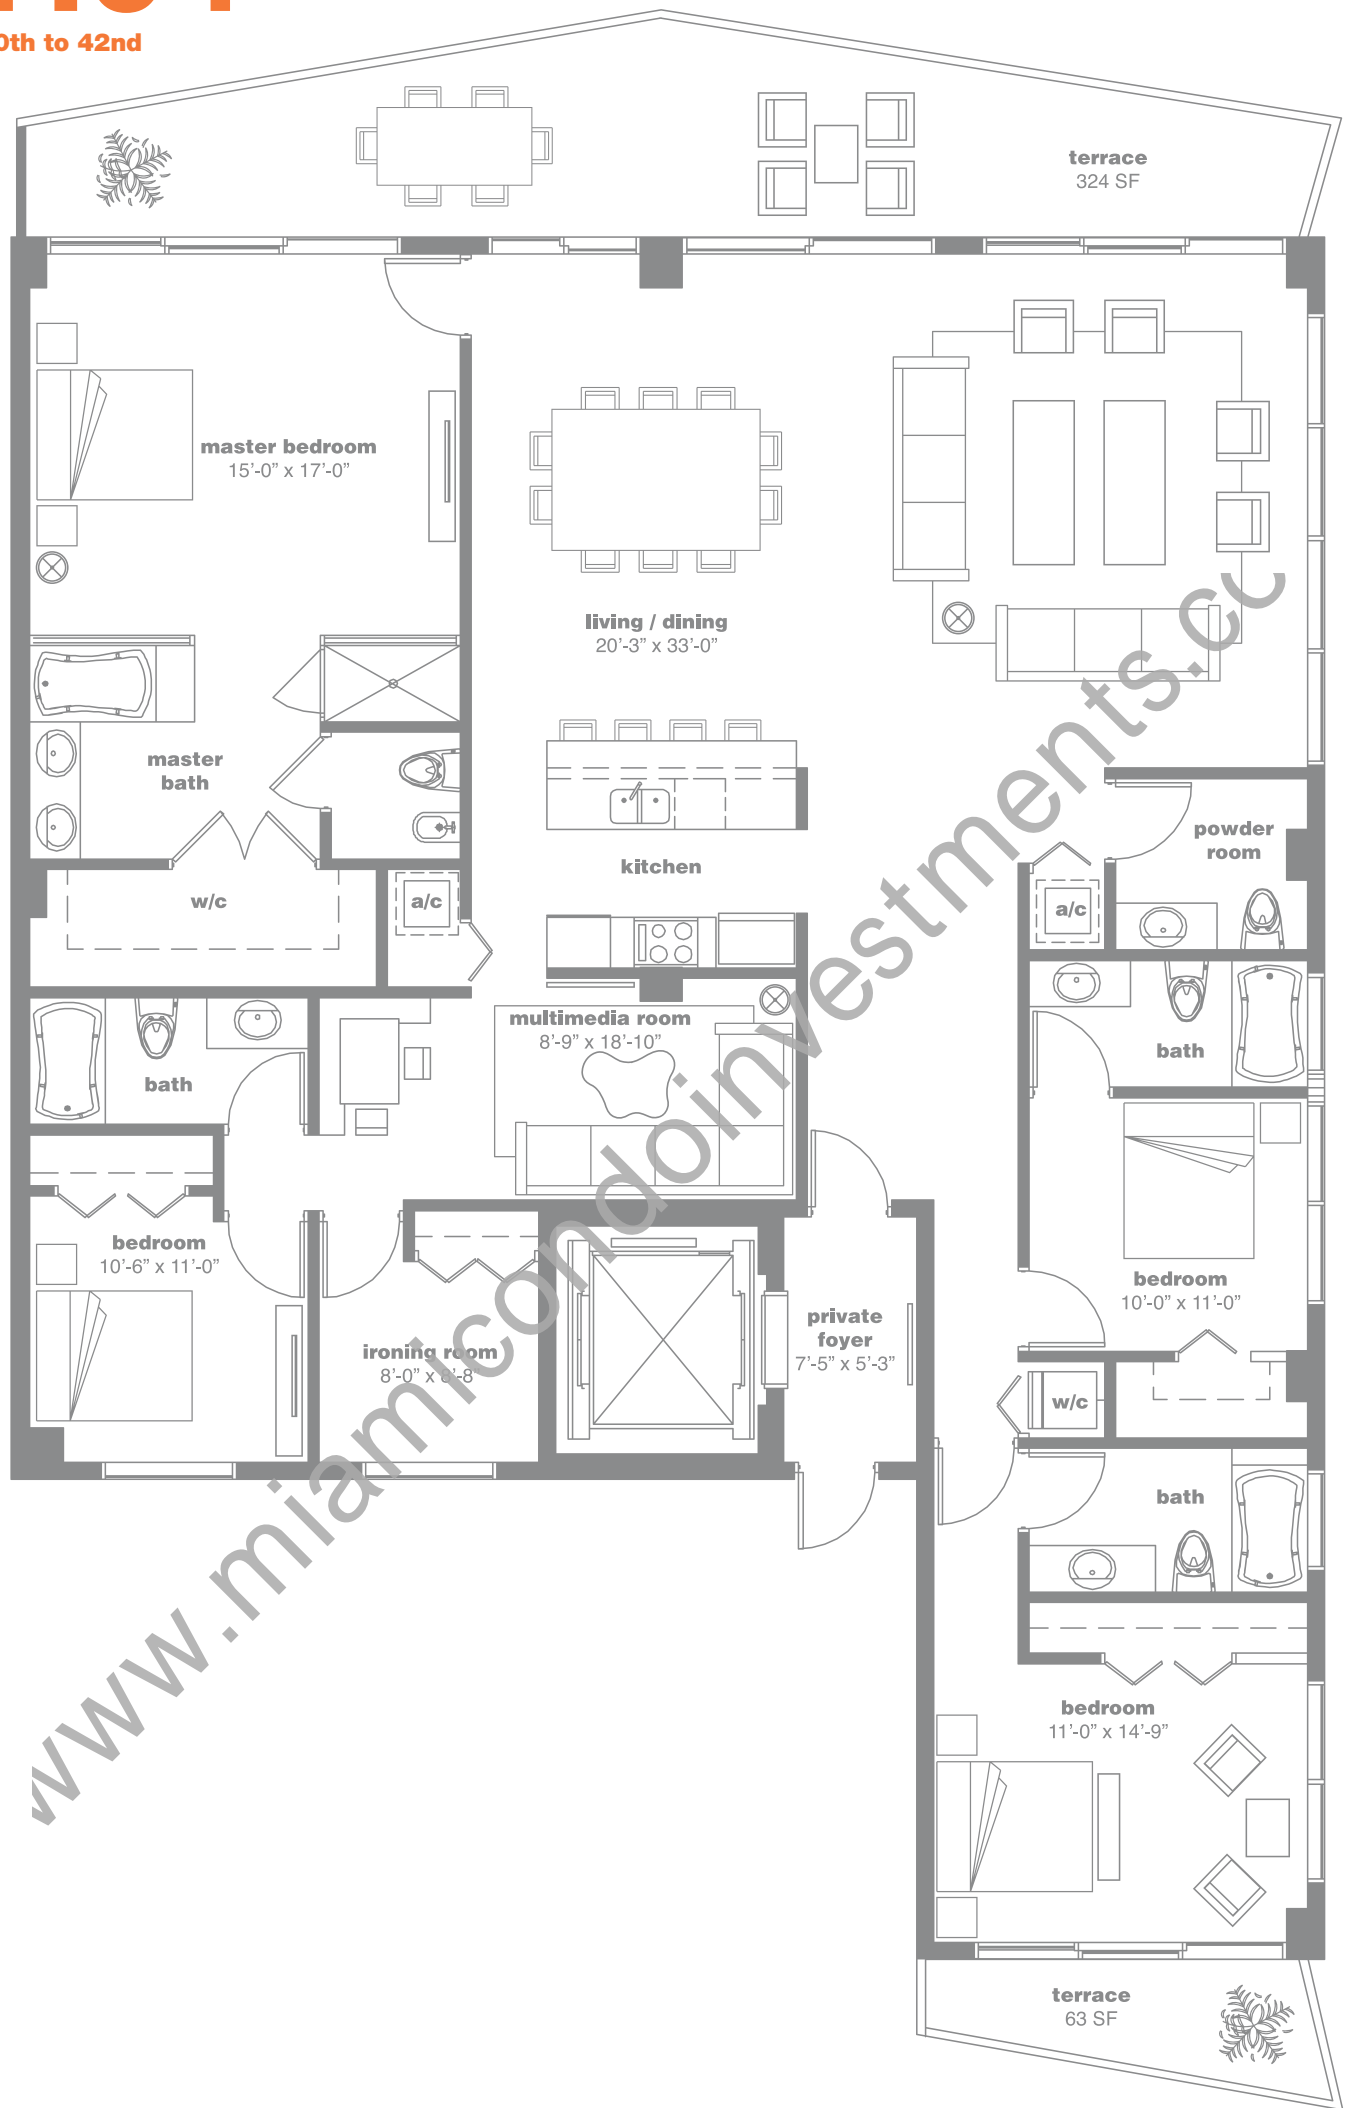 0th to 42nd
terrace
324 SF
master bedroom
15'-0” x 17'-0”
living / dining
20'-3” x 33'-0”
master
bath
kitchen
powder
room
w/c
a/c
a/c
multimedia room
8'-9” x 18'-10”
bath
bath
bedroom
10'-6” x 11'-0”
bedroom
10'-0” x 11'-0”
private
foyer
7'-5” x 5'-3”
ironing room
8'-0” x 8'-8”
w/c
bath
bedroom
11'-0” x 14'-9”
terrace
63 SF
www.miamicondoinvestments.cc